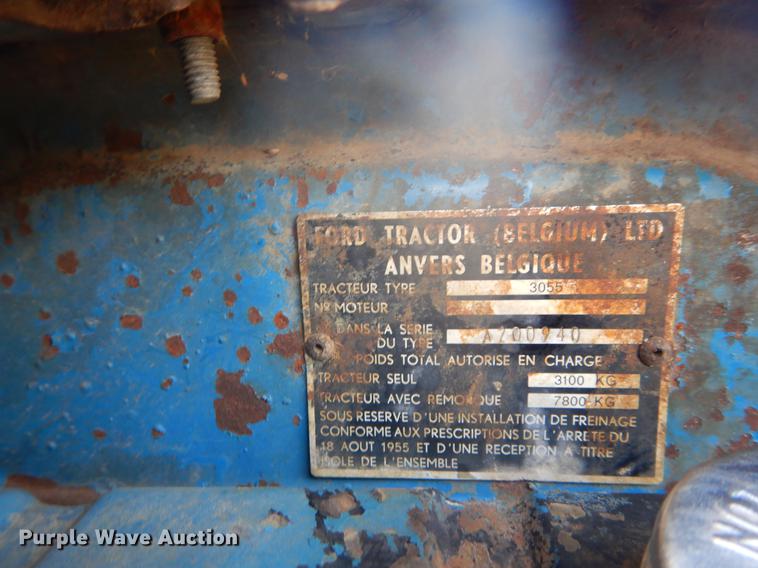 FORD TRACTOR (BELGIUM) LTD
ANVERS BELGIQUE
TRACTEUR TYPE 3055
Nº MOTEUR
DANS LA SERIE
DU TYPE A200940
POIDS TOTAL AUTORISE EN CHARGE
TRACTEUR SEUL 3100 KG
TRACTEUR AVEC REMORQUE 7800 KG
SOUS RESERVE D'UNE INSTALLATION DE FREINAGE
CONFORME AUX PRESCRIPTIONS DE L'ARRETE DU
18 AOUT 1955 ET D'UNE RECEPTION A TITRE
ISOLE DE L'ENSEMBLE
Purple Wave Auction